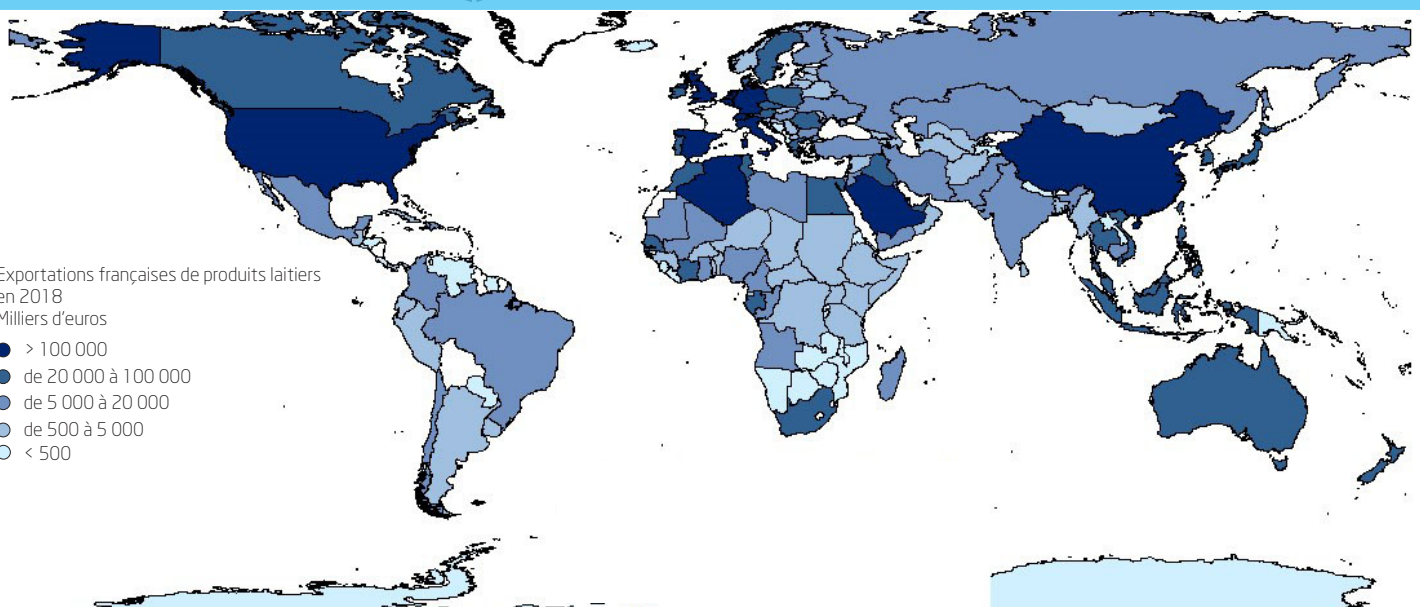 Exportations françaises de produits laitiers
en 2018
Milliers d'euros
> 100 000
de 20 000 à 100 000
de 5 000 à 20 000
de 500 à 5 000
< 500